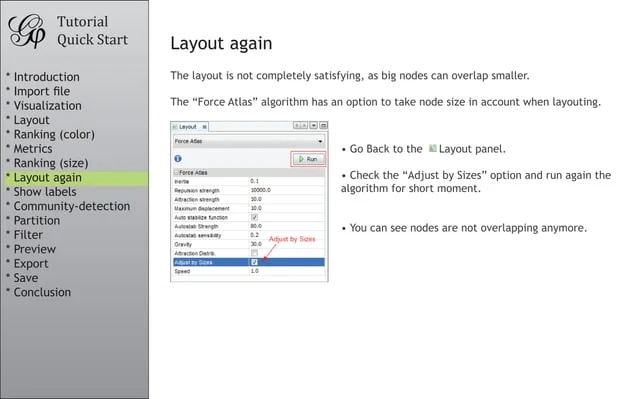 Tutorial
Quick Start
* Introduction
* Import file
* Visualization
* Layout
* Ranking (color)
* Metrics
* Ranking (size)
* Layout again
* Show labels
* Community-detection
* Partition
* Filter
* Preview
* Export
* Save
* Conclusion
Layout again
The layout is not completely satisfying, as big nodes can overlap smaller.
The “Force Atlas” algorithm has an option to take node size in account when layouting.
Layout
Force Atlas
Run
Force Atlas
Inertia 0.1
Repulsion strength 10000.0
Attraction strength 10.0
Maximum displacement 10.0
Auto stabilize function
Autostab Strength 80.0
Autostab sensibility 0.2
Gravity 30.0
Attraction Distrib.
Adjust by Sizes
Speed 1.0
Adjust by Sizes
• Go Back to the Layout panel.
• Check the “Adjust by Sizes” option and run again the
algorithm for short moment.
• You can see nodes are not overlapping anymore.